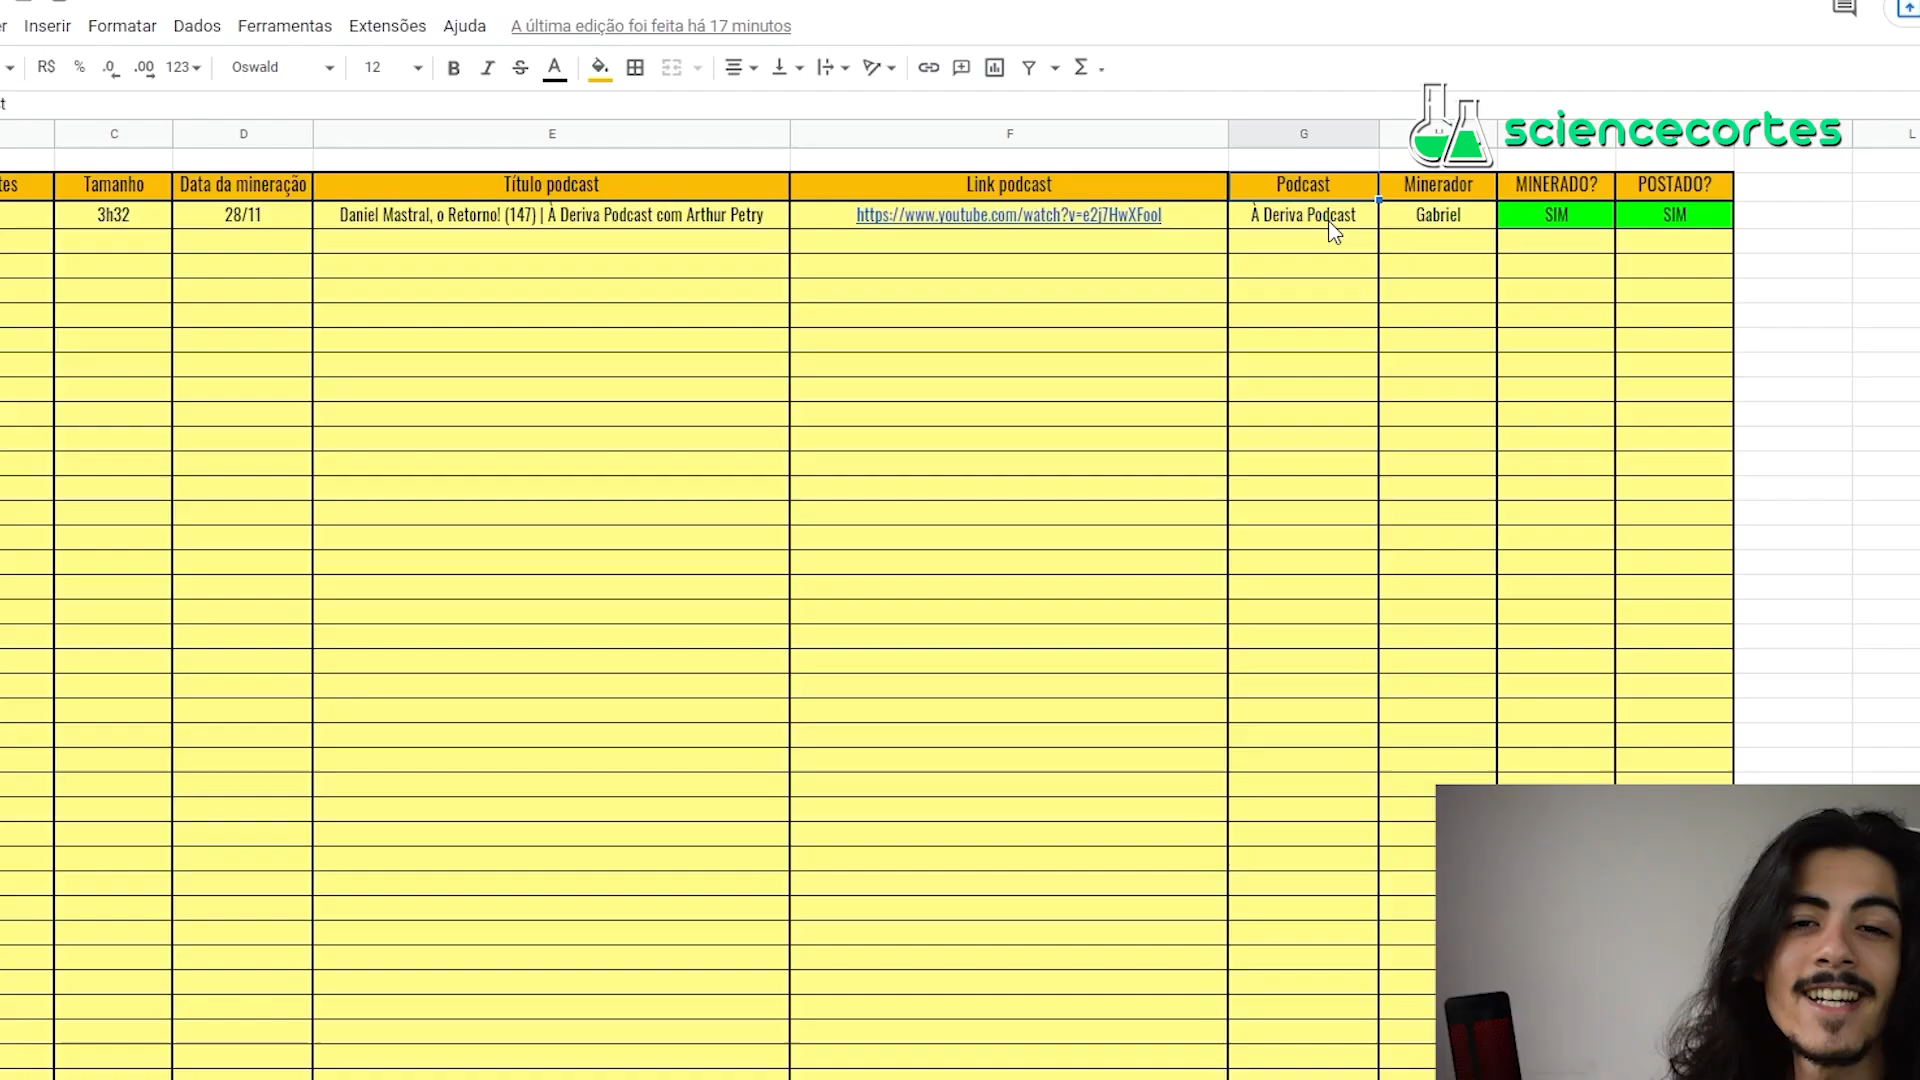 er Inserir Formatar Dados Ferramentas Extensões Ajuda A última edição foi feita há 17 minutos
R$ % .0 .00 123 Oswald 12 B I S A Σ
t
C D E F G L
sciencecortes
tes Tamanho Data da mineração Título podcast Link podcast Podcast Minerador MINERADO? POSTADO?
3h32 28/11 Daniel Mastral, o Retorno! (147) | À Deriva Podcast com Arthur Petry https://www.youtube.com/watch?v=e2j7HwXFooI À Deriva Podcast Gabriel SIM SIM